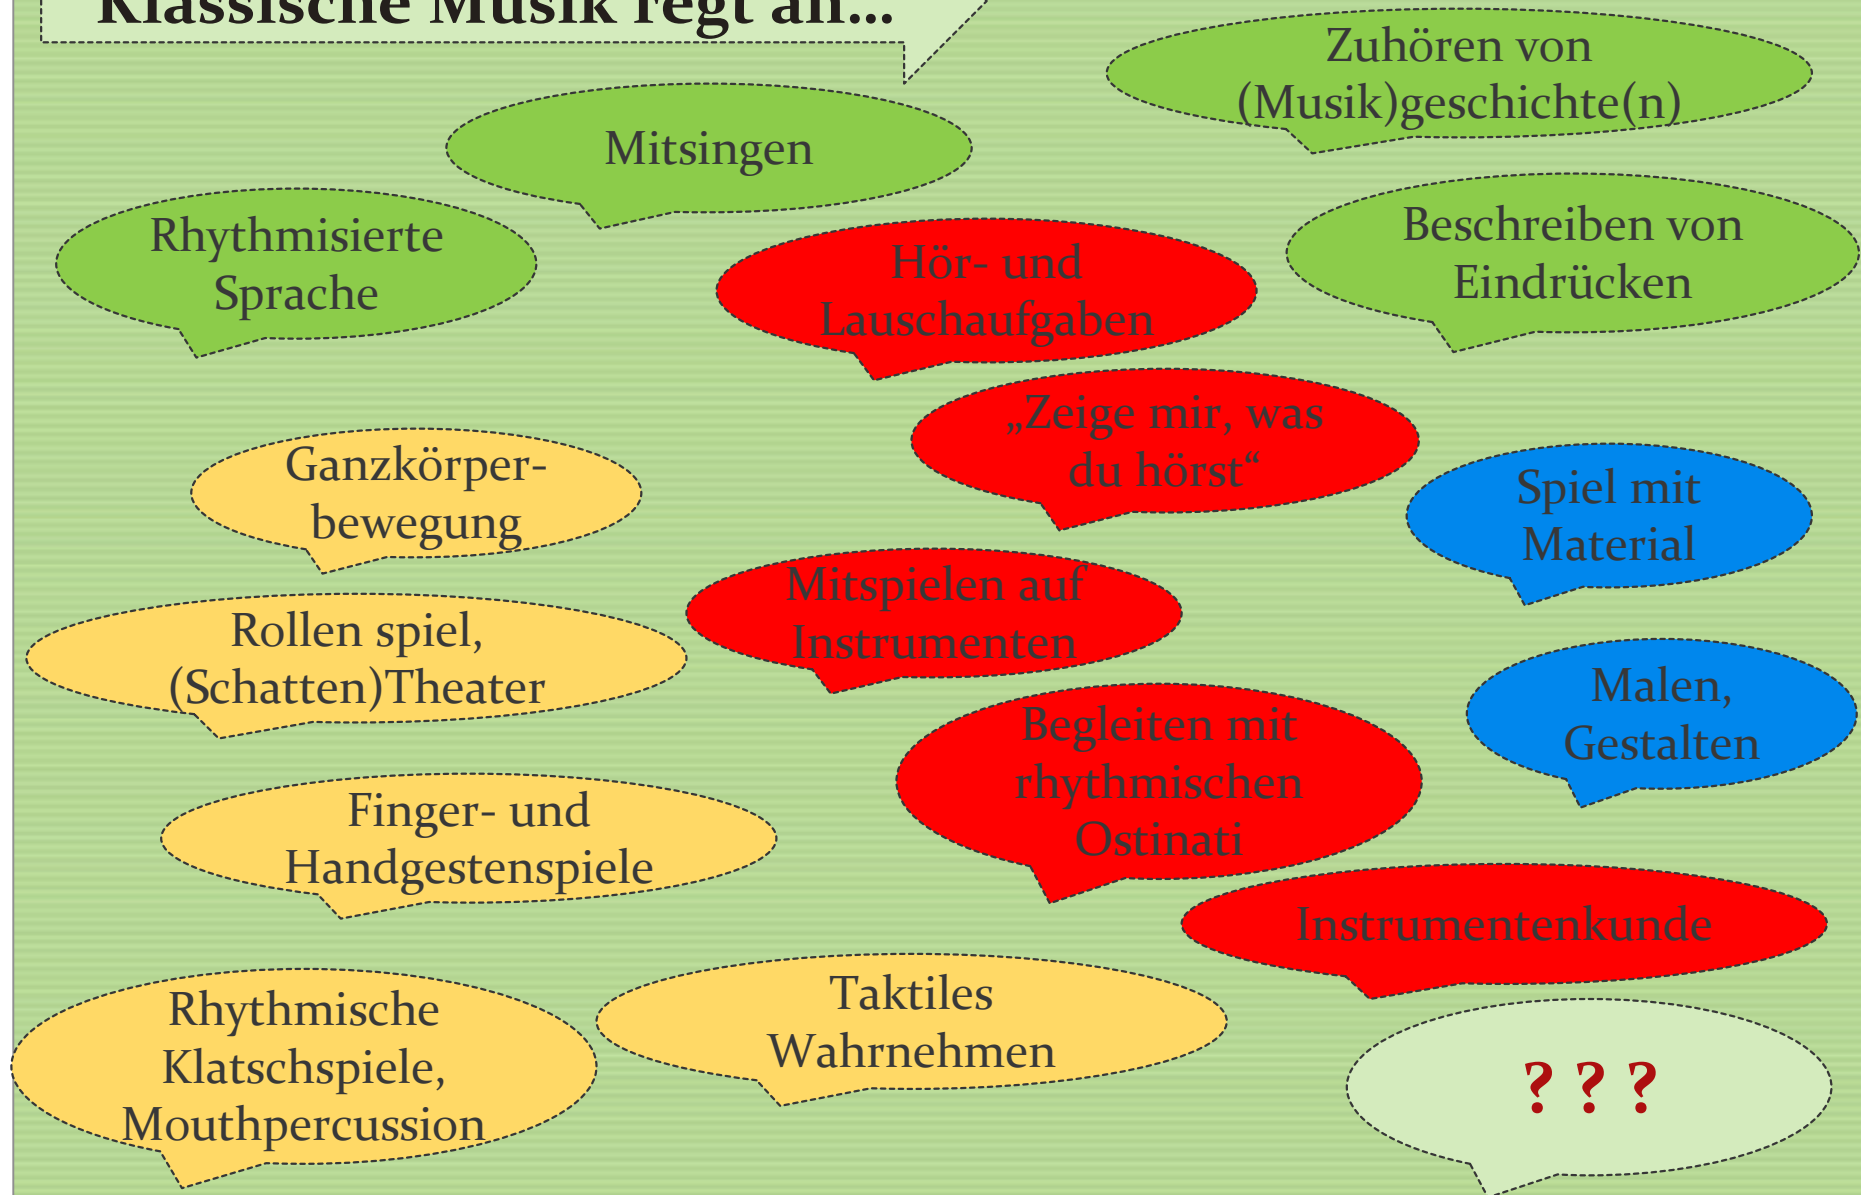 Klassische Musik regt an...
Zuhören von
(Musik)geschichte(n)
Mitsingen
Rhythmisierte
Sprache
Hör- und
Lauschaufgaben
Beschreiben von
Eindrücken
„Zeige mir, was
du hörst“
Ganzkörper-
bewegung
Spiel mit
Material
Mitspielen auf
Instrumenten
Rollen spiel,
(Schatten)Theater
Malen,
Gestalten
Begleiten mit
rhythmischen
Ostinati
Finger- und
Handgestenspiele
Instrumentenkunde
Taktiles
Wahrnehmen
Rhythmische
Klatschspiele,
Mouthpercussion
? ? ?